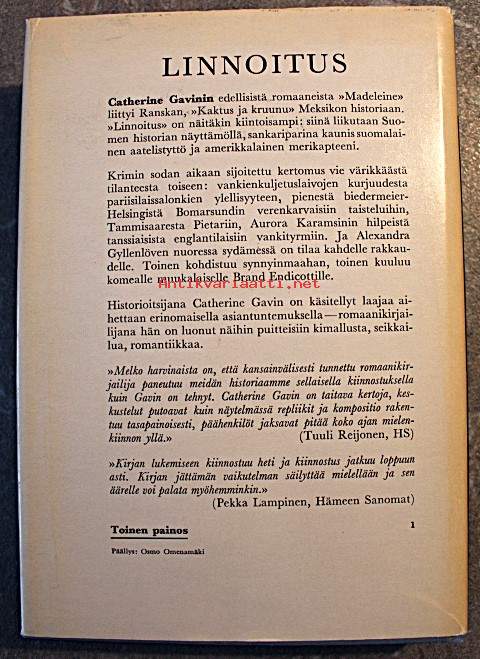 LINNOITUS
Catherine Gavinin edellisistä romaaneista »Madeleine»
liittyi Ranskan, »Kaktus ja kruunu» Meksikon historiaan.
»Linnoitus» on näitäkin kiintoisampi; siinä liikutaan Suo-
men historian näyttämöllä, sankariparina kaunis suomalai-
nen aatelistyttö ja amerikkalainen merikapteeni.
Krimin sodan aikaan sijoitettu kertomus vie värikkäästä
tilanteesta toiseen: vankienkuljetuslaivojen kurjuudesta
pariisilaissalonkien ylellisyyteen, pienestä biedermeier-
Helsingistä Bomarsundin verenkarvaisiin taisteluihin,
Tammisaaresta Pietariin, Aurora Karamsinin hilpeistä
tanssiaisista englantilaisiin vankityrmiin. Ja Alexandra
Gyllenlöven nuoressa sydämessä on tilaa kahdelle rakkau-
delle. Toinen kohdistuu synnyinmaahan, toinen kuuluu
komealle muukalaiselle Brand Endicottille.
Antikvariaatti.net
Historioitsijana Catherine Gavin on käsitellyt laajaa ai-
hettaan erinomaisella asiantuntemuksella—romaanikirjai-
lijana hän on luonut näihin puitteisiin kimallusta, seikkai-
lua, romantiikkaa.
»Melko harvinaista on, että kansainvälisesti tunnettu romaanikir-
jailija paneutuu meidän historiaamme sellaisella kiinnostuksella
kuin Gavin on tehnyt. Catherine Gavin on taitava kertoja, kes-
kustelut putoavat kuin näytelmässä repliikit ja kompositio raken-
tuu tasapainoisesti, päähenkilöt jaksavat pitää koko ajan mielen-
kiinnon yllä.» (Tuuli Reijonen, HS)
»Kirjan lukemiseen kiinnostuu heti ja kiinnostus jatkuu loppuun
asti. Kirjan jättämän vaikutelman säilyttää mielellään ja sen
äärelle voi palata myöhemminkin.»
(Pekka Lampinen, Hämeen Sanomat)
Toinen painos 1
Päällys: Osmo Omenamäki